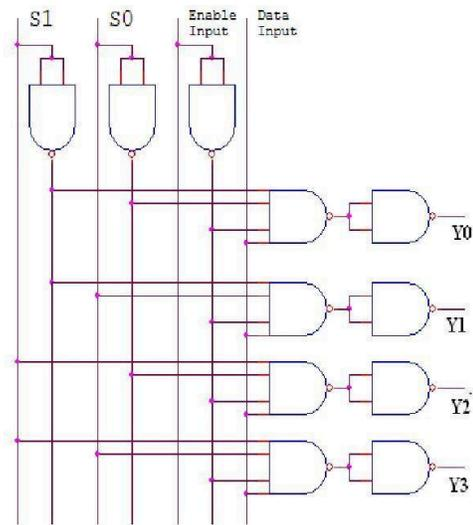 S1
S0
Enable
Input
Data
Input
Y0
Y1
Y2
Y3